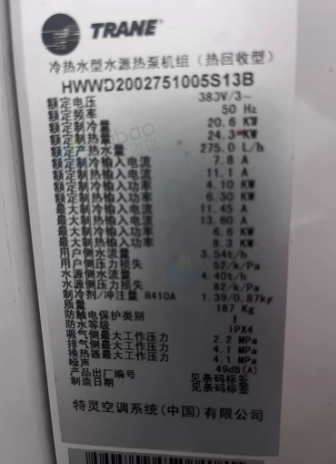 TRANE
冷热水型水源热泵机组（热回收型）
HWWD2002751005S13B
额定电压 380V/3~
额定频率 50 Hz
额定制冷量 20.6 KW
额定制热量 24.3 KW
额定产热水量 275.0 L/h
额定制冷输入电流 7.8 A
额定制热输入电流 11.1 A
额定制冷输入功率 4.10 KW
额定制热输入功率 6.30 KW
最大制冷输入电流 11.45 A
最大制热输入电流 13.60 A
最大制冷输入功率 6.6 KW
最大制热输入功率 8.3 KW
用户侧水流量 3.54t/h
用户侧压力损失 52/k/Pa
水源侧水流量 4.40t/h
水源侧压力损失 82/k/Pa
制冷剂/冲注量 R410A 1.39/0.87kg
质量 187 Kg
防触电保护类别 I
防水等级 IPX4
吸气侧最大工作压力 2.2 MPa
排气侧最大工作压力 4.1 MPa
换热器最大工作压力 4.1 MPa
噪声 49dB(A)
产品出厂编号 见条码标签
制造日期 见条码标签
特灵空调系统(中国)有限公司